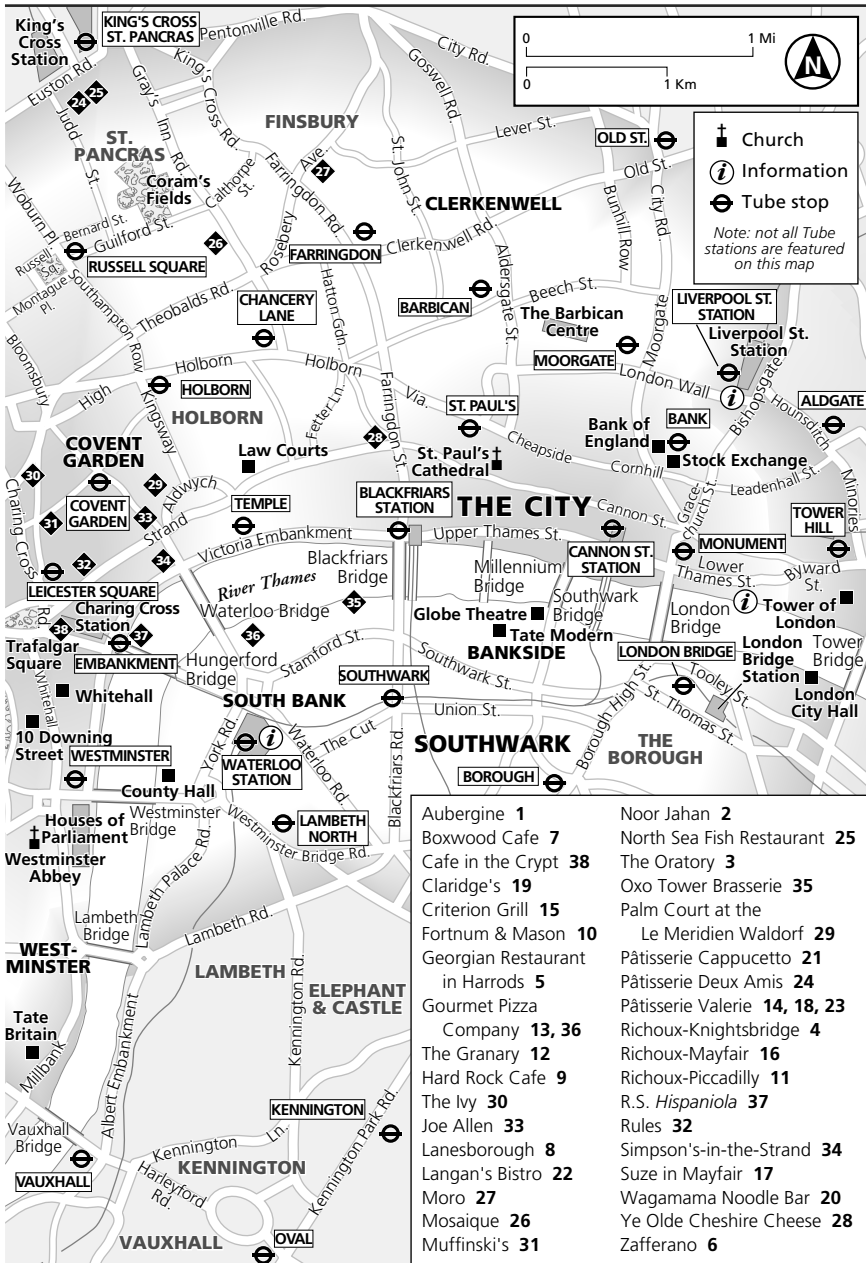 King's
Cross
Station
KING'S CROSS
ST. PANCRAS
Pentonville Rd.
City Rd.
0 1 Mi
0 1 Km
N
Euston Rd.
24
25
Judd St.
Gray's Inn Rd.
King's Cross Rd.
Goswell Rd.
FINSBURY
Lever St.
OLD ST.
Old St.
Church
Information
Tube stop
Note: not all Tube
stations are featured
on this map
ST.
PANCRAS
Coram's
Fields
Calthorpe
St.
Ave.
27
Rosebery
Farringdon Rd.
St. John St.
CLERKENWELL
City Rd.
Bunhill Row
Woburn Pl.
Bernard St.
Guilford St.
26
Russell
Sq.
RUSSELL SQUARE
FARRINGDON
Clerkenwell Rd.
Aldersgate St.
Montague
Pl.
Southampton Row
Theobalds Rd.
CHANCERY
LANE
Hatton Gdn.
BARBICAN
Beech St.
The Barbican
Centre
Moorgate
LIVERPOOL ST.
STATION
Liverpool St.
Station
Bloomsbury
High
Holborn
Holborn
Via.
HOLBORN
HOLBORN
Kingsway
Fetter Ln.
Farringdon St.
MOORGATE
London Wall
Bishopsgate
Hounsditch
ALDGATE
ST. PAUL'S
28
St. Paul's
Cathedral
Cheapside
Bank of
England
BANK
Stock Exchange
Cornhill
Leadenhall St.
Minories
COVENT
GARDEN
30
29
Law Courts
Aldwych
COVENT
GARDEN
33
Strand
TEMPLE
BLACKFRIARS
STATION
THE CITY
Cannon St.
Grace-
church St.
TOWER
HILL
Charing Cross
Rd.
31
32
34
Victoria Embankment
Upper Thames St.
CANNON ST.
STATION
MONUMENT
Lower
Thames St.
Byward
St.
LEICESTER SQUARE
Charing Cross
Station
River Thames
Blackfriars
Bridge
Millennium
Bridge
Waterloo Bridge
35
Globe Theatre
Southwark
Bridge
London
Bridge
Tower of
London
38
37
36
Tate Modern
BANKSIDE
Trafalgar
Square
EMBANKMENT
Hungerford
Bridge
Stamford St.
Southwark St.
SOUTHWARK
LONDON BRIDGE
London
Bridge
Station
Tower
Bridge
Whitehall
Whitehall
SOUTH BANK
Union St.
Tooley St.
St. Thomas St.
London
City Hall
10 Downing
Street
York Rd.
The Cut
SOUTHWARK
Borough High St.
THE
BOROUGH
WESTMINSTER
WATERLOO
STATION
Waterloo Rd.
Blackfriars Rd.
BOROUGH
County Hall
Houses of
Parliament
Westminster
Bridge
LAMBETH
NORTH
Westminster Bridge Rd.
Westminster
Abbey
Lambeth Palace Rd.
Lambeth
Bridge
Lambeth Rd.
WEST-
MINSTER
LAMBETH
Kennington Rd.
ELEPHANT
& CASTLE
Tate
Britain
Millbank
Albert Embankment
KENNINGTON
Kennington Park Rd.
Vauxhall
Bridge
Kennington Ln.
VAUXHALL
Harleyford
Rd.
KENNINGTON
VAUXHALL
OVAL
Aubergine 1
Boxwood Cafe 7
Cafe in the Crypt 38
Claridge's 19
Criterion Grill 15
Fortnum & Mason 10
Georgian Restaurant
in Harrods 5
Gourmet Pizza
Company 13, 36
The Granary 12
Hard Rock Cafe 9
The Ivy 30
Joe Allen 33
Lanesborough 8
Langan's Bistro 22
Moro 27
Mosaique 26
Muffinski's 31
Noor Jahan 2
North Sea Fish Restaurant 25
The Oratory 3
Oxo Tower Brasserie 35
Palm Court at the
Le Meridien Waldorf 29
Pâtisserie Cappucetto 21
Pâtisserie Deux Amis 24
Pâtisserie Valerie 14, 18, 23
Richoux-Knightsbridge 4
Richoux-Mayfair 16
Richoux-Piccadilly 11
R.S. Hispaniola 37
Rules 32
Simpson's-in-the-Strand 34
Suze in Mayfair 17
Wagamama Noodle Bar 20
Ye Olde Cheshire Cheese 28
Zafferano 6